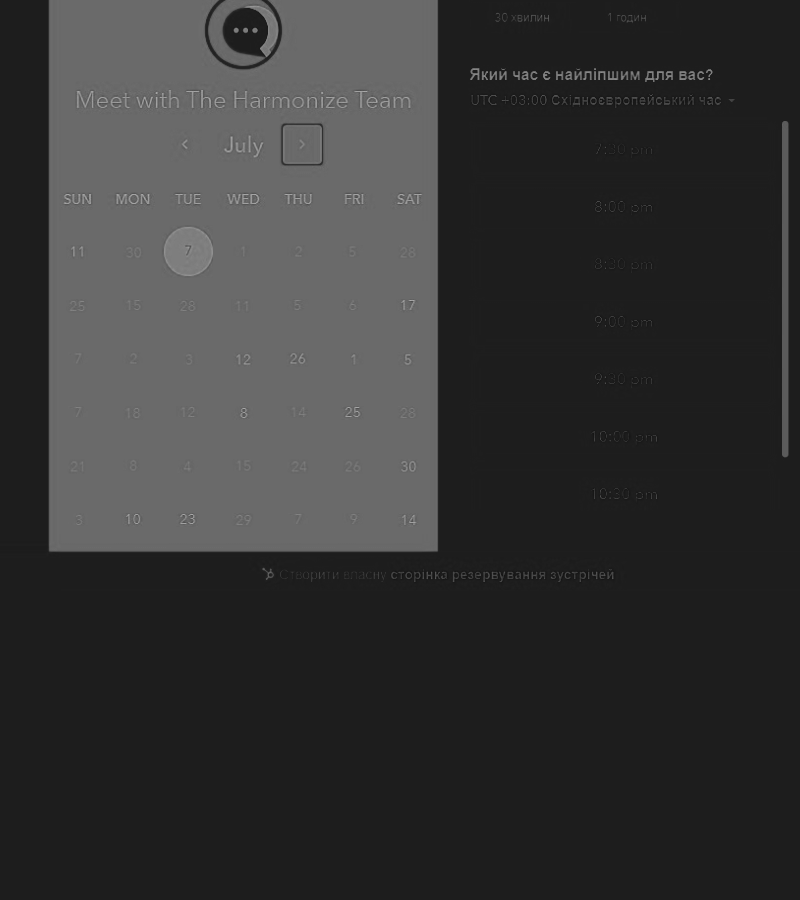 30 хвилин 1 годин
Meet with The Harmonize Team
July
SUN MON TUE WED THU FRI SAT
11 30 7 1 2 5 28
25 15 28 11 5 6 17
7 2 3 12 26 1 5
7 18 12 8 14 25 28
21 8 4 15 24 26 30
3 10 23 29 7 9 14
Який час є найліпшим для вас?
UTC +03:00 Східноєвропейський час
7:30 pm
8:00 pm
8:30 pm
9:00 pm
9:30 pm
10:00 pm
10:30 pm
Створити власну сторінка резервування зустрічей